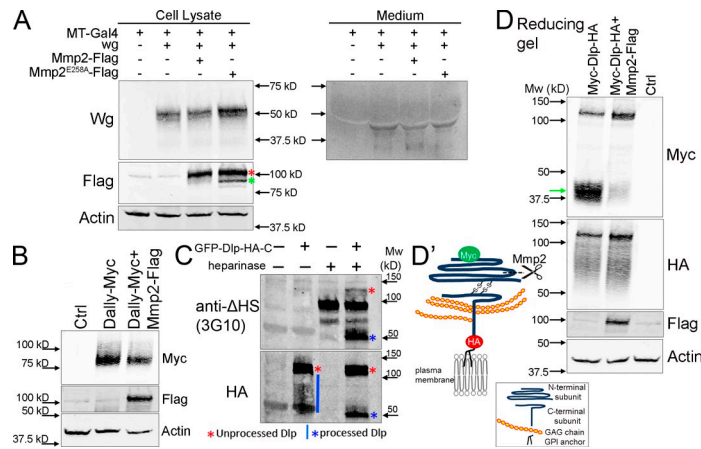 A
Cell Lysate
Medium
MT-Gal4 + + + + + + + +
wg - + + + - + + +
Mmp2-Flag - - + - - - + -
Mmp2E258A-Flag - - - + - - - +
75 kD
Wg
50 kD
37.5 kD
Flag
100 kD
*
*
75 kD
Actin
37.5 kD
B
Ctrl
Dally-Myc
Dally-Myc+
Mmp2-Flag
100 kD
75 kD
Myc
100 kD
50 kD
Flag
37.5 kD
Actin
C
GFP-Dlp-HA-C — + — +
heparinase — — + +
Mw
(kD)
150
anti-ΔHS
(3G10)
100
50
*
*
HA
150
100
50
*
*
*
* Unprocessed Dlp
* processed Dlp
D'
Myc
Mmp2
HA
plasma
membrane
N-terminal
subunit
C-terminal
subunit
GAG chain
GPI anchor
D
Reducing
gel
Myc-Dlp-HA
Myc-Dlp-HA+
Mmp2-Flag
Ctrl
Mw (kD)
150
100
Myc
50
37.5
150
100
HA
50
100
Flag
50
Actin
37.5